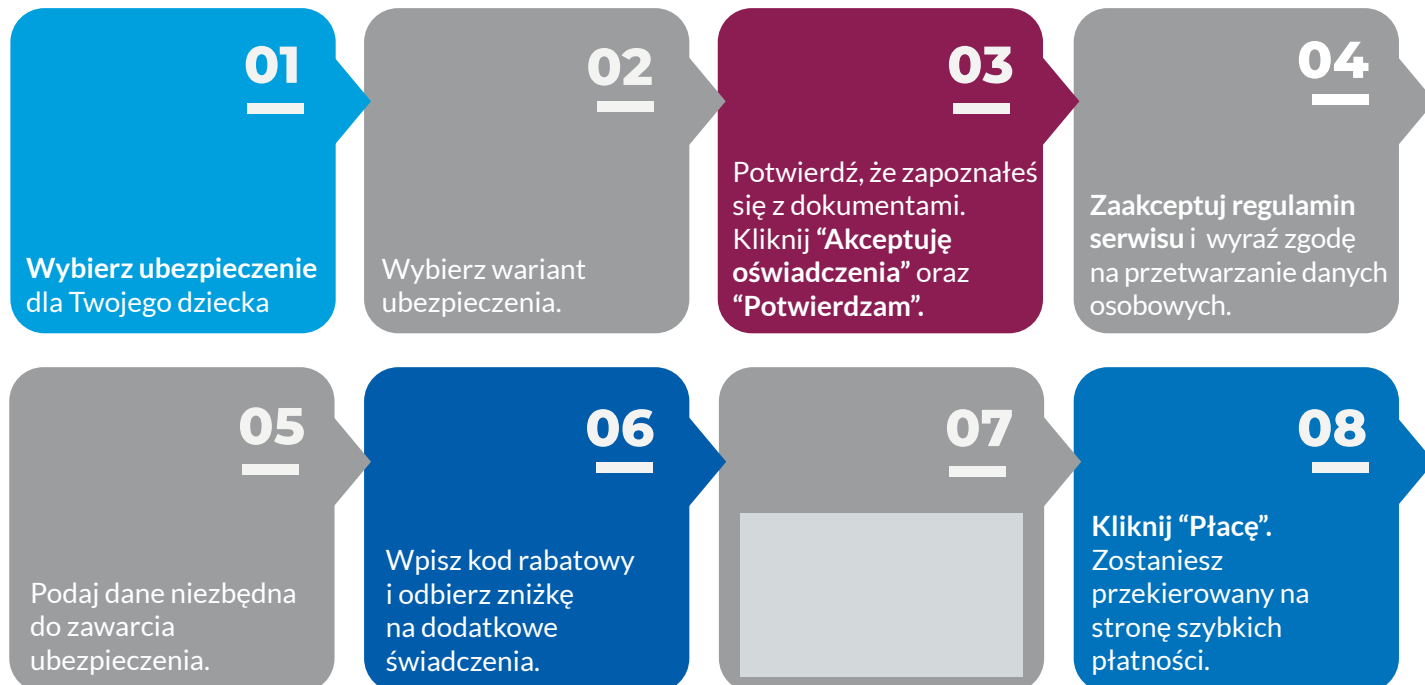 01
Wybierz ubezpieczenie
dla Twojego dziecka
02
Wybierz wariant
ubezpieczenia.
03
Potwierdź, że zapoznałeś
się z dokumentami.
Kliknij “Akceptuję
oświadczenia” oraz
“Potwierdzam”.
04
Zaakceptuj regulamin
serwisu i wyraź zgodę
na przetwarzanie danych
osobowych.
05
Podaj dane niezbędna
do zawarcia
ubezpieczenia.
06
Wpisz kod rabatowy
i odbierz zniżkę
na dodatkowe
świadczenia.
07
08
Kliknij “Płacę”.
Zostaniesz
przekierowany na
stronę szybkich
płatności.